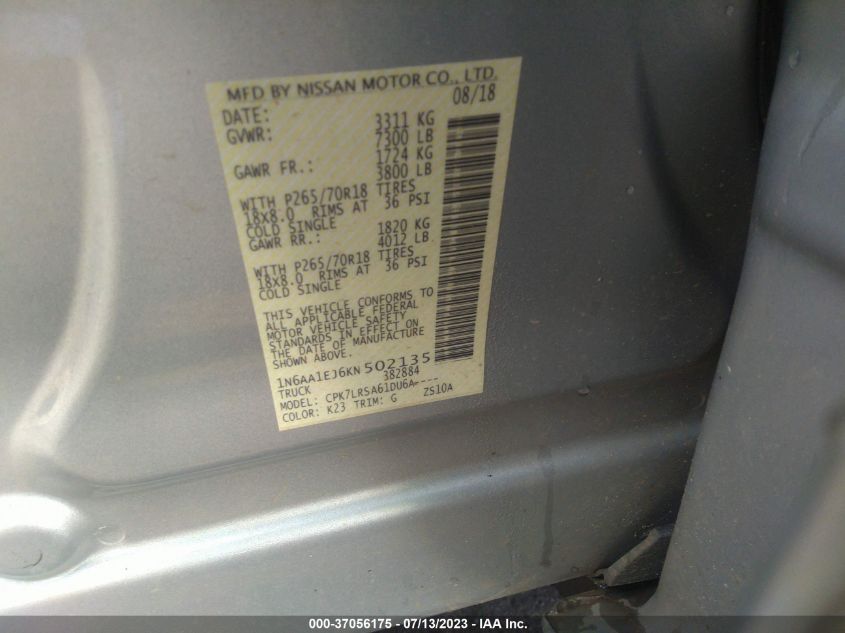 MFD BY NISSAN MOTOR CO., LTD.
DATE: 08/18
GVWR: 3311 KG
7300 LB
GAWR FR.: 1724 KG
3800 LB
WITH P265/70R18 TIRES
18X8.0 RIMS AT 36 PSI
COLD SINGLE
GAWR RR.: 1820 KG
4012 LB
WITH P265/70R18 TIRES
18X8.0 RIMS AT 36 PSI
COLD SINGLE
THIS VEHICLE CONFORMS TO
ALL APPLICABLE FEDERAL
MOTOR VEHICLE SAFETY
STANDARDS IN EFFECT ON
THE DATE OF MANUFACTURE
SHOWN ABOVE.
1N6AA1EJ6KN502135
TRUCK 382884
MODEL: CPK7LRSA61DU6A----
COLOR: K23 TRIM: G ZS10A
000-37056175 - 07/13/2023 - IAA Inc.